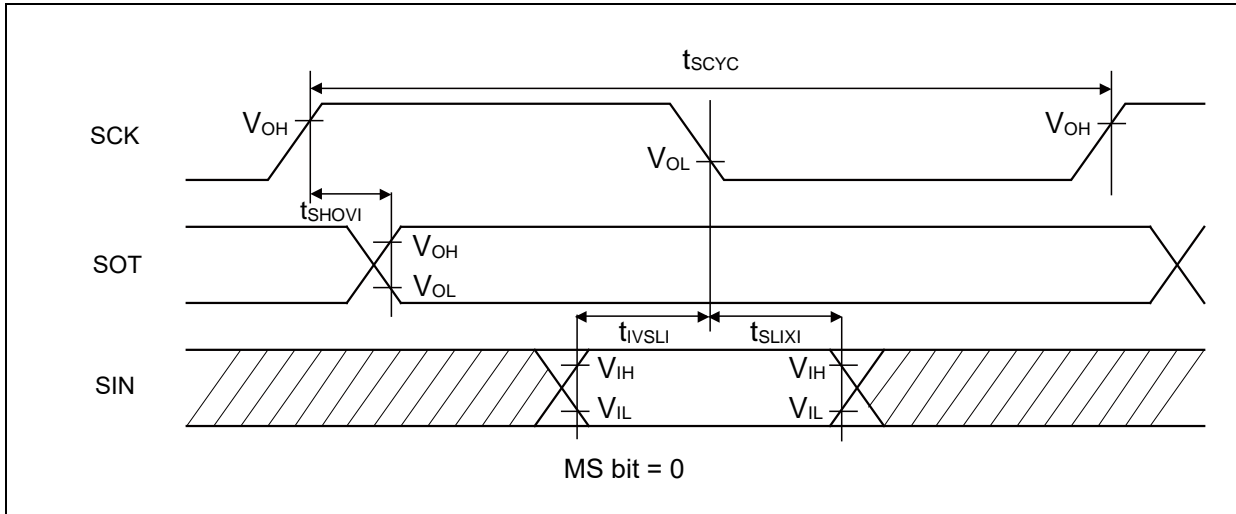 tSCYC
SCK
VOH
VOH
VOL
tSHOVI
SOT
VOH
VOL
tIVSLI
tSLIXI
SIN
VIH
VIH
VIL
VIL
MS bit = 0